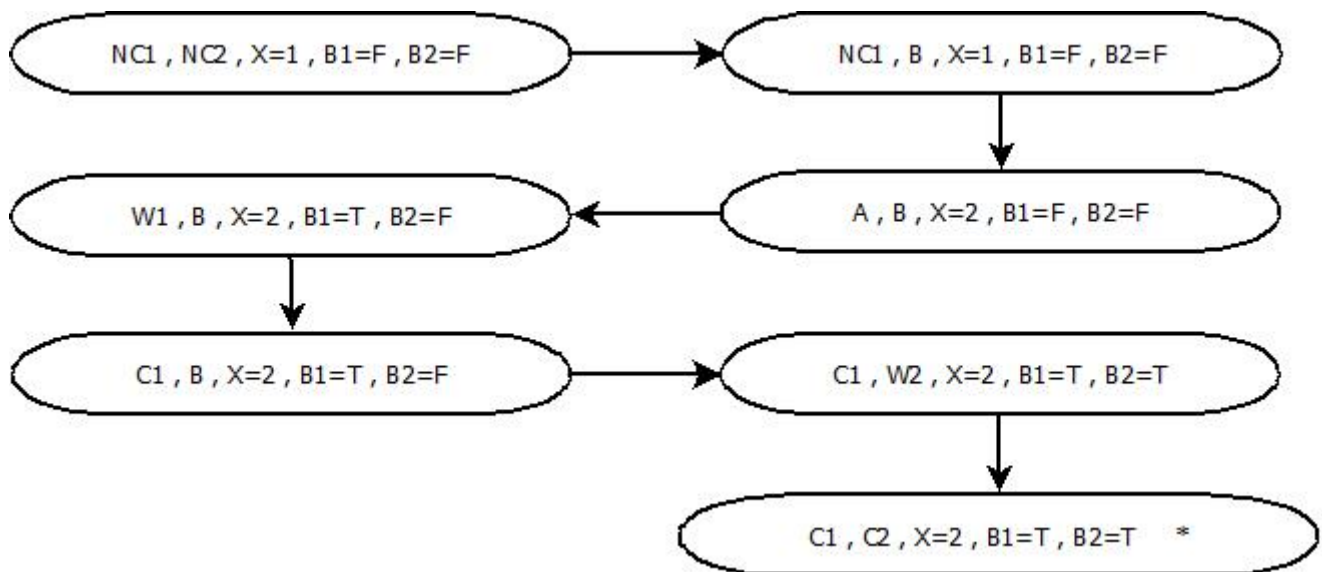 NC1 , NC2 , X=1 , B1=F , B2=F
NC1 , B , X=1 , B1=F , B2=F
A , B , X=2 , B1=F , B2=F
W1 , B , X=2 , B1=T , B2=F
C1 , B , X=2 , B1=T , B2=F
C1 , W2 , X=2 , B1=T , B2=T
C1 , C2 , X=2 , B1=T , B2=T *